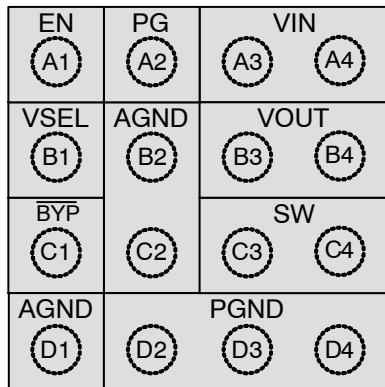 EN PG VIN
A1 A2 A3 A4
VSEL AGND VOUT
B1 B2 B3 B4
BYP SW
C1 C2 C3 C4
AGND PGND
D1 D2 D3 D4